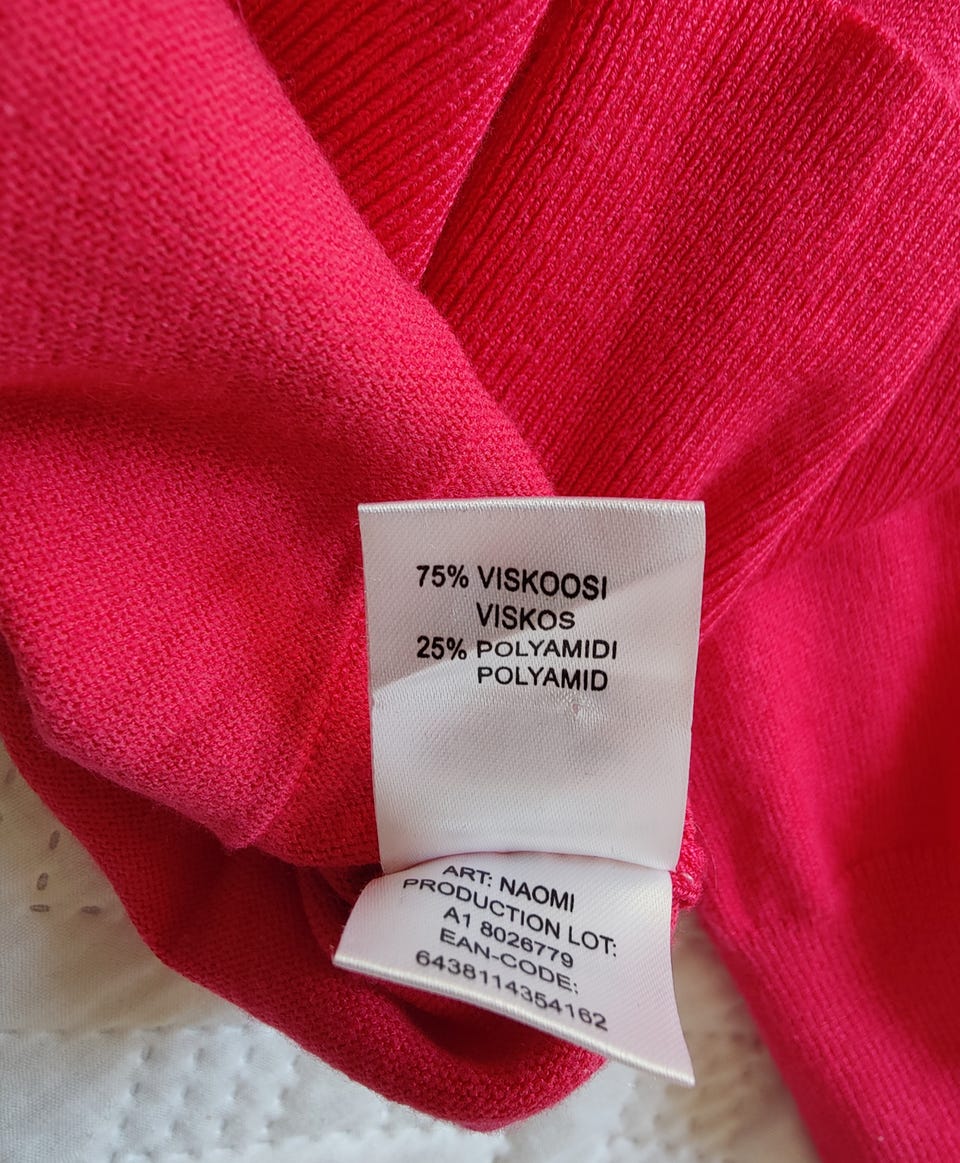 75% VISKOOSI
VISKOS
25% POLYAMIDI
POLYAMID
ART: NAOMI
PRODUCTION LOT:
A1 8026779
EAN-CODE:
6438114354162